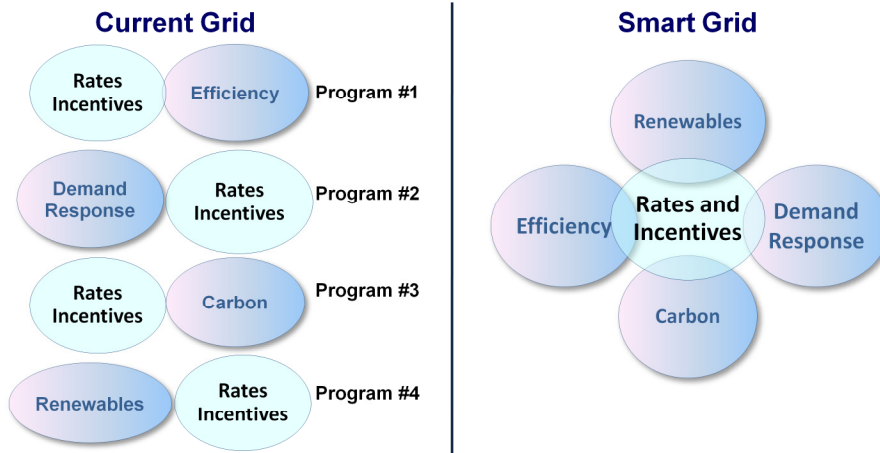 Current Grid
Rates
Incentives
Efficiency
Program #1
Demand
Response
Rates
Incentives
Program #2
Rates
Incentives
Carbon
Program #3
Renewables
Rates
Incentives
Program #4
Smart Grid
Renewables
Efficiency
Rates and
Incentives
Demand
Response
Carbon